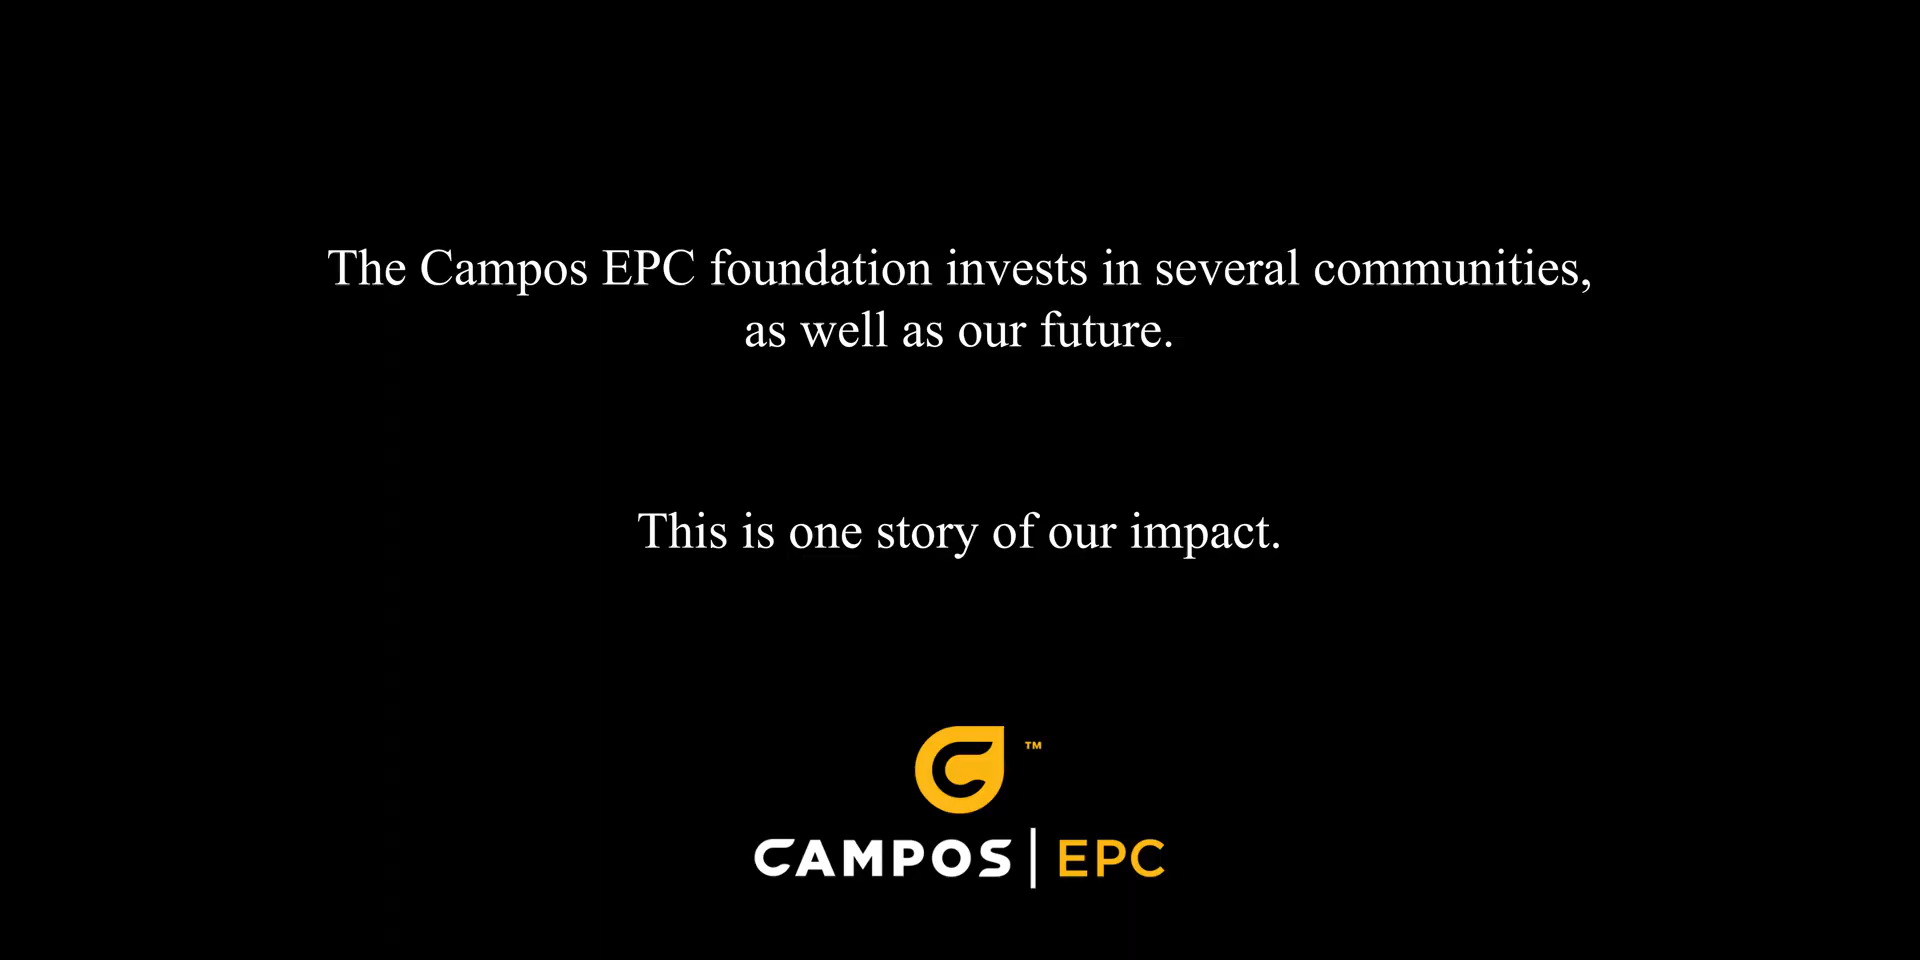 The Campos EPC foundation invests in several communities,
as well as our future.
This is one story of our impact.
TM
CAMPOS | EPC